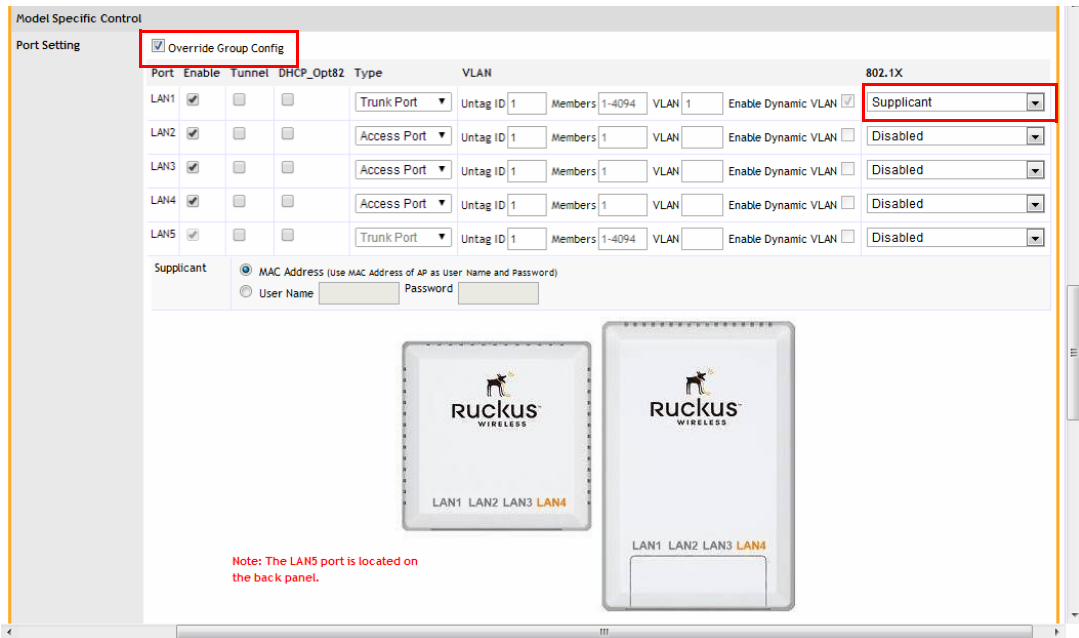 Model Specific Control
Port Setting
Override Group Config
Port Enable Tunnel DHCP_Opt82 Type VLAN 802.1X
LAN1 Trunk Port Untag ID 1 Members 1-4094 VLAN 1 Enable Dynamic VLAN Supplicant
LAN2 Access Port Untag ID 1 Members 1 VLAN Enable Dynamic VLAN Disabled
LAN3 Access Port Untag ID 1 Members 1 VLAN Enable Dynamic VLAN Disabled
LAN4 Access Port Untag ID 1 Members 1 VLAN Enable Dynamic VLAN Disabled
LAN5 Trunk Port Untag ID 1 Members 1-4094 VLAN Enable Dynamic VLAN Disabled
Supplicant MAC Address (Use MAC Address of AP as User Name and Password)
User Name Password
RUCKUS
WIRELESS
LAN1 LAN2 LAN3 LAN4
RUCKUS
WIRELESS
LAN1 LAN2 LAN3 LAN4
Note: The LAN5 port is located on
the back panel.